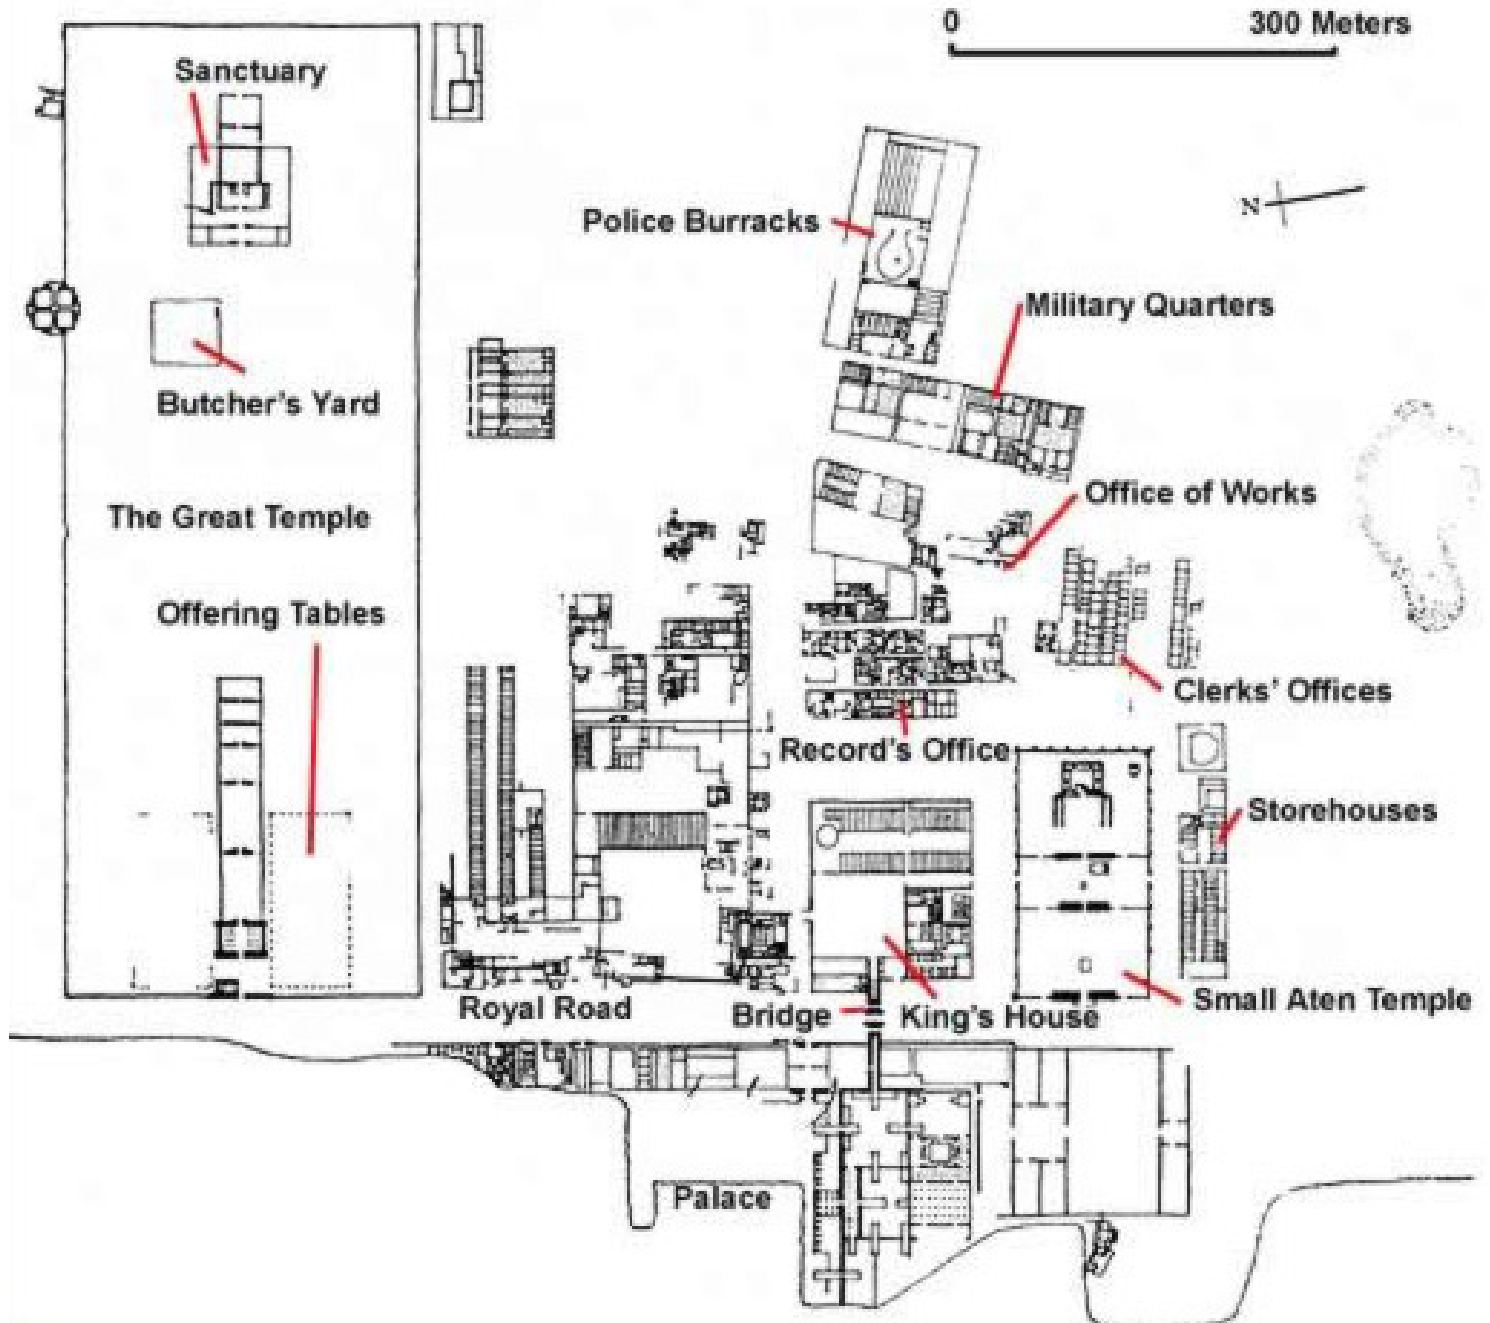 0 300 Meters
Sanctuary
Police Burracks
N
Military Quarters
Butcher's Yard
Office of Works
The Great Temple
Offering Tables
Clerks' Offices
Record's Office
Storehouses
Small Aten Temple
Royal Road
Bridge
King's House
Palace